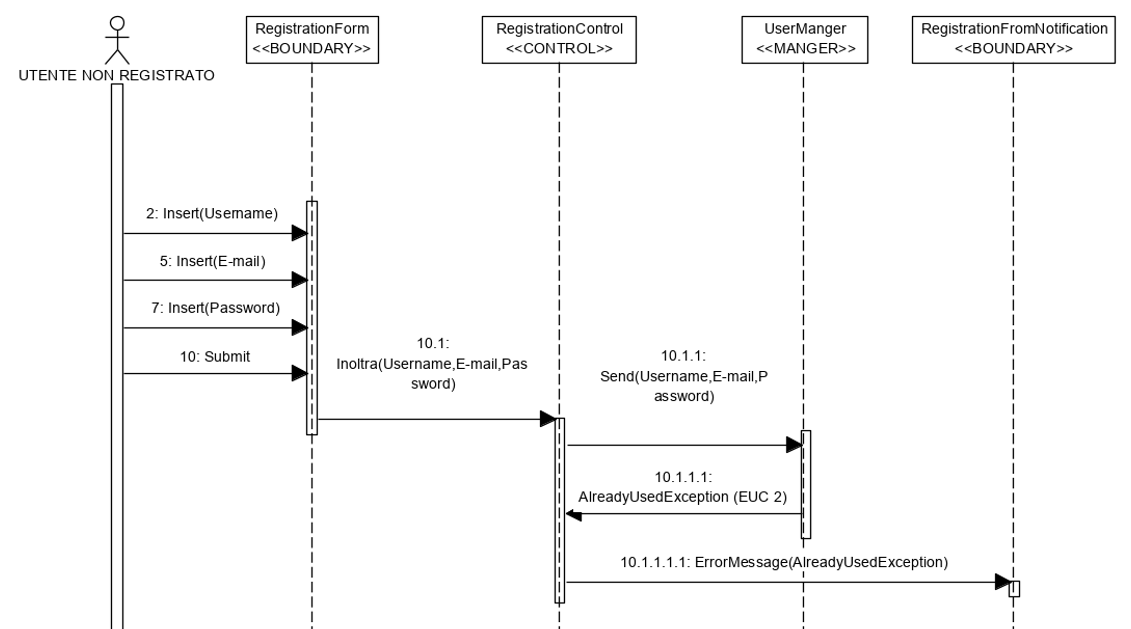 RegistrationForm
<<BOUNDARY>>
RegistrationControl
<<CONTROL>>
UserManger
<<MANGER>>
RegistrationFromNotification
<<BOUNDARY>>
UTENTE NON REGISTRATO
2: Insert(Username)
5: Insert(E-mail)
7: Insert(Password)
10: Submit
10.1:
Inoltra(Username,E-mail,Pas
sword)
10.1.1:
Send(Username,E-mail,P
assword)
10.1.1.1:
AlreadyUsedException (EUC 2)
10.1.1.1.1: ErrorMessage(AlreadyUsedException)